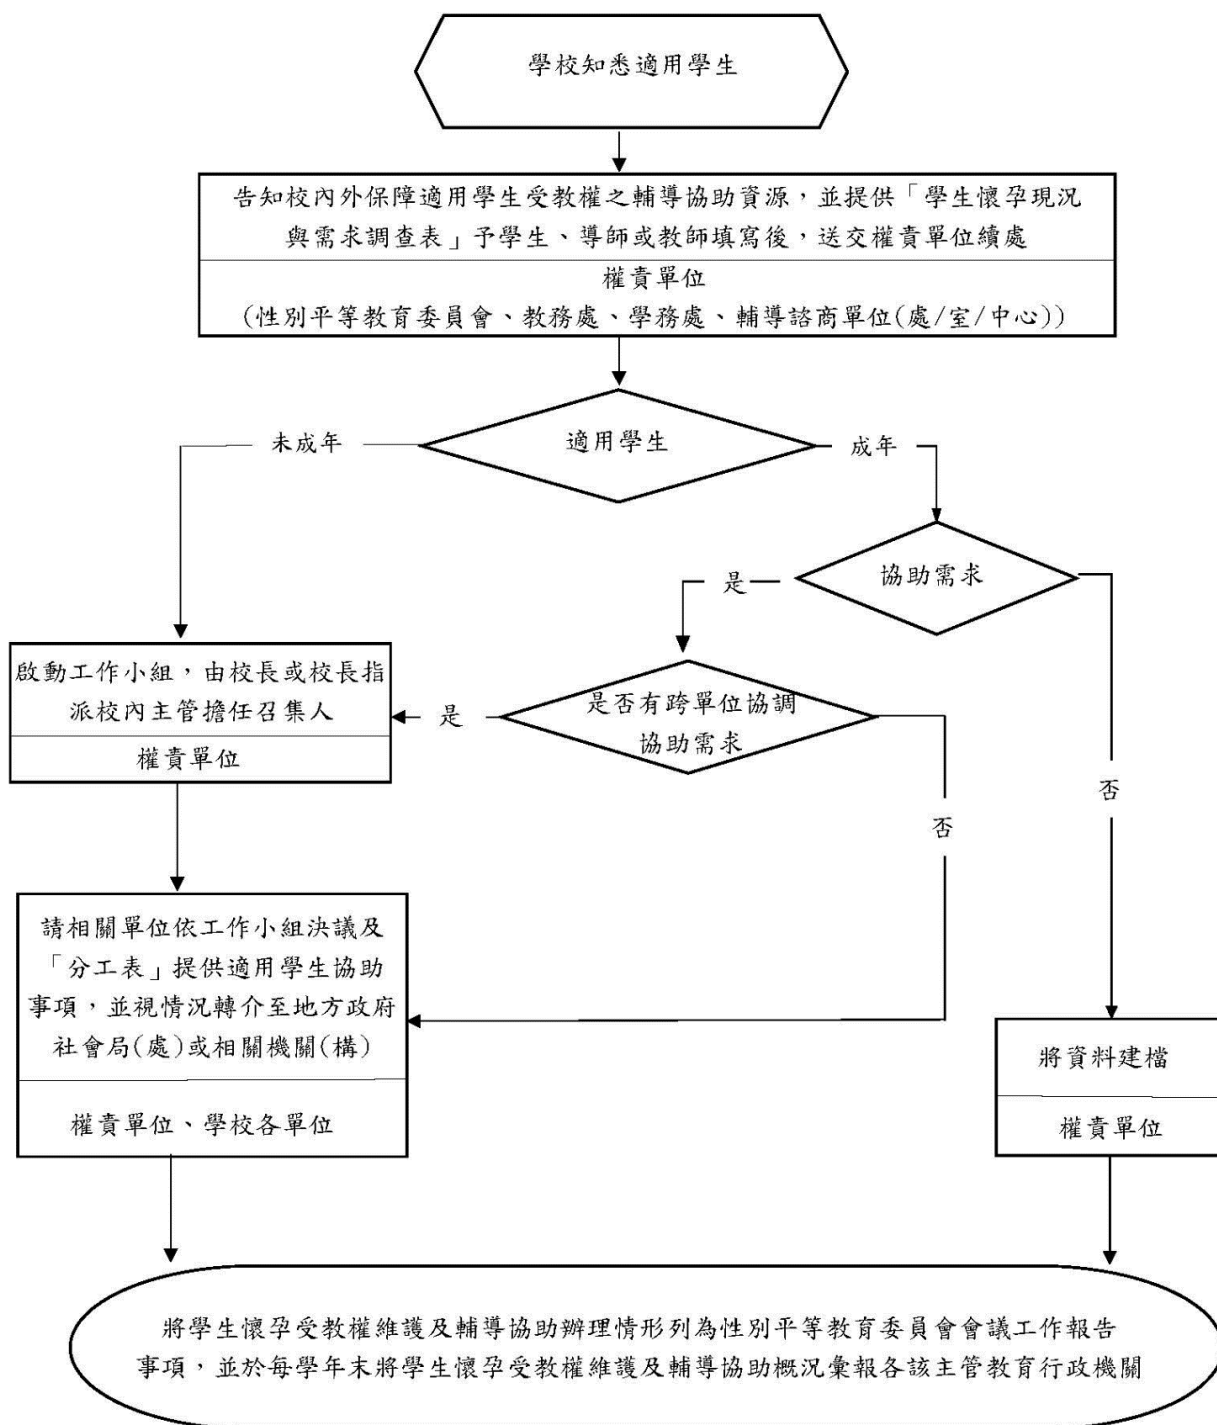 學校知悉適用學生
告知校內外保障適用學生受教權之輔導協助資源，並提供「學生懷孕現況
與需求調查表」予學生、導師或教師填寫後，送交權責單位續處
權責單位
(性別平等教育委員會、教務處、學務處、輔導諮商單位(處/室/中心))
未成年
適用學生
成年
協助需求
是
啟動工作小組，由校長或校長指
派校內主管擔任召集人
權責單位
是
是否有跨單位協調
協助需求
否
否
請相關單位依工作小組決議及
「分工表」提供適用學生協助
事項，並視情況轉介至地方政府
社會局(處)或相關機關(構)
權責單位、學校各單位
將資料建檔
權責單位
將學生懷孕受教權維護及輔導協助辦理情形列為性別平等教育委員會會議工作報告
事項，並於每學年末將學生懷孕受教權維護及輔導協助概況彙報各該主管教育行政機關